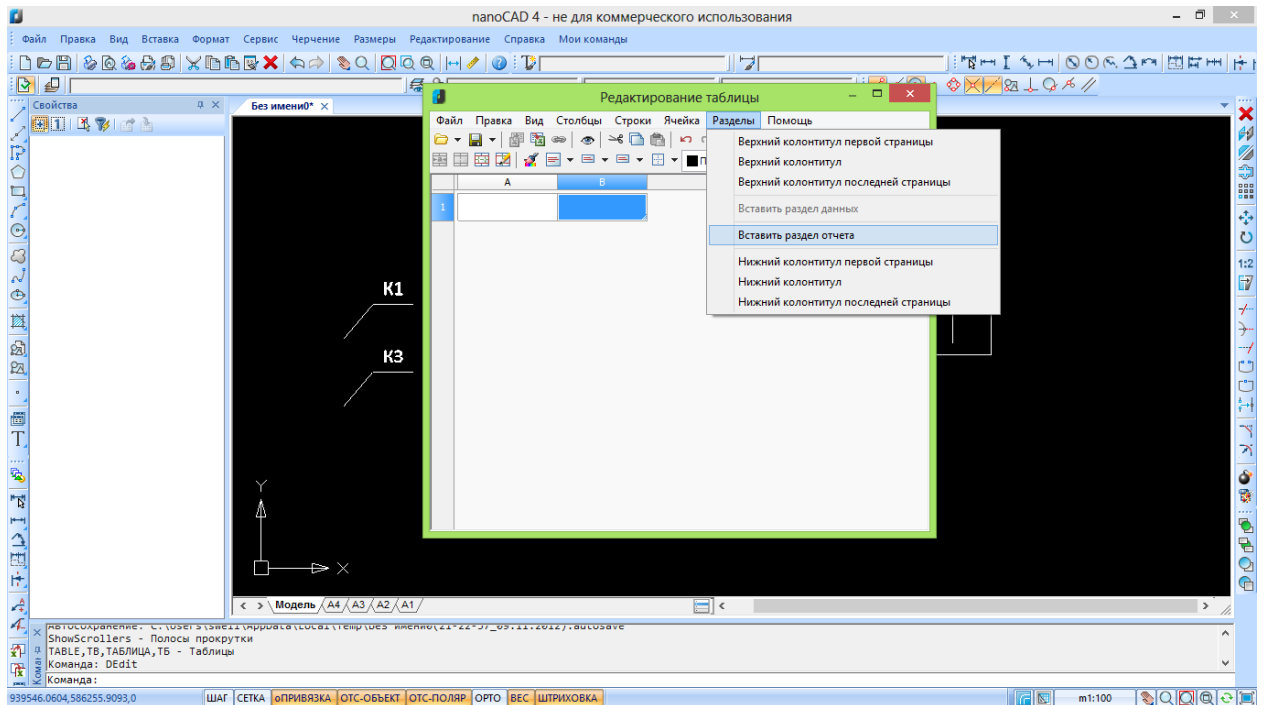 nanoCAD 4 - не для коммерческого использования
Файл Правка Вид Вставка Формат Сервис Черчение Размеры Редактирование Справка Мои команды
Свойства
Без имени0*
Редактирование таблицы
Файл Правка Вид Столбцы Строки Ячейка Разделы Помощь
Верхний колонтитул первой страницы
Верхний колонтитул
Верхний колонтитул последней страницы
Вставить раздел данных
Вставить раздел отчета
Нижний колонтитул первой страницы
Нижний колонтитул
Нижний колонтитул последней страницы
A B
1
К1
К3
Y
X
1:2
Модель A4 A3 A2 A1
ShowScrollers - Полосы прокрутки
TABLE,TB,ТАБЛИЦА,ТБ - Таблицы
Команда: DEdit
Команда:
939546.0604,586255.9093,0 ШАГ СЕТКА оПРИВЯЗКА ОТС-ОБЪЕКТ ОТС-ПОЛЯР ОРТО ВЕС ШТРИХОВКА m1:100